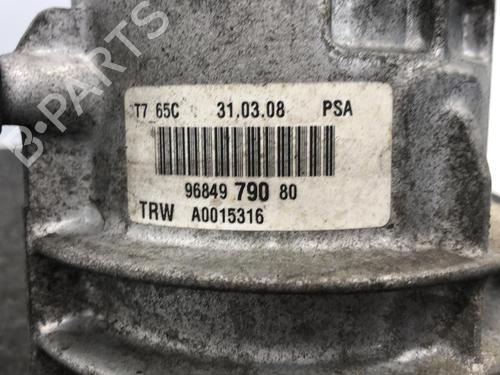 B-PARTS
T7 65C 31.03.08 PSA
96849 790 80
TRW A0015316